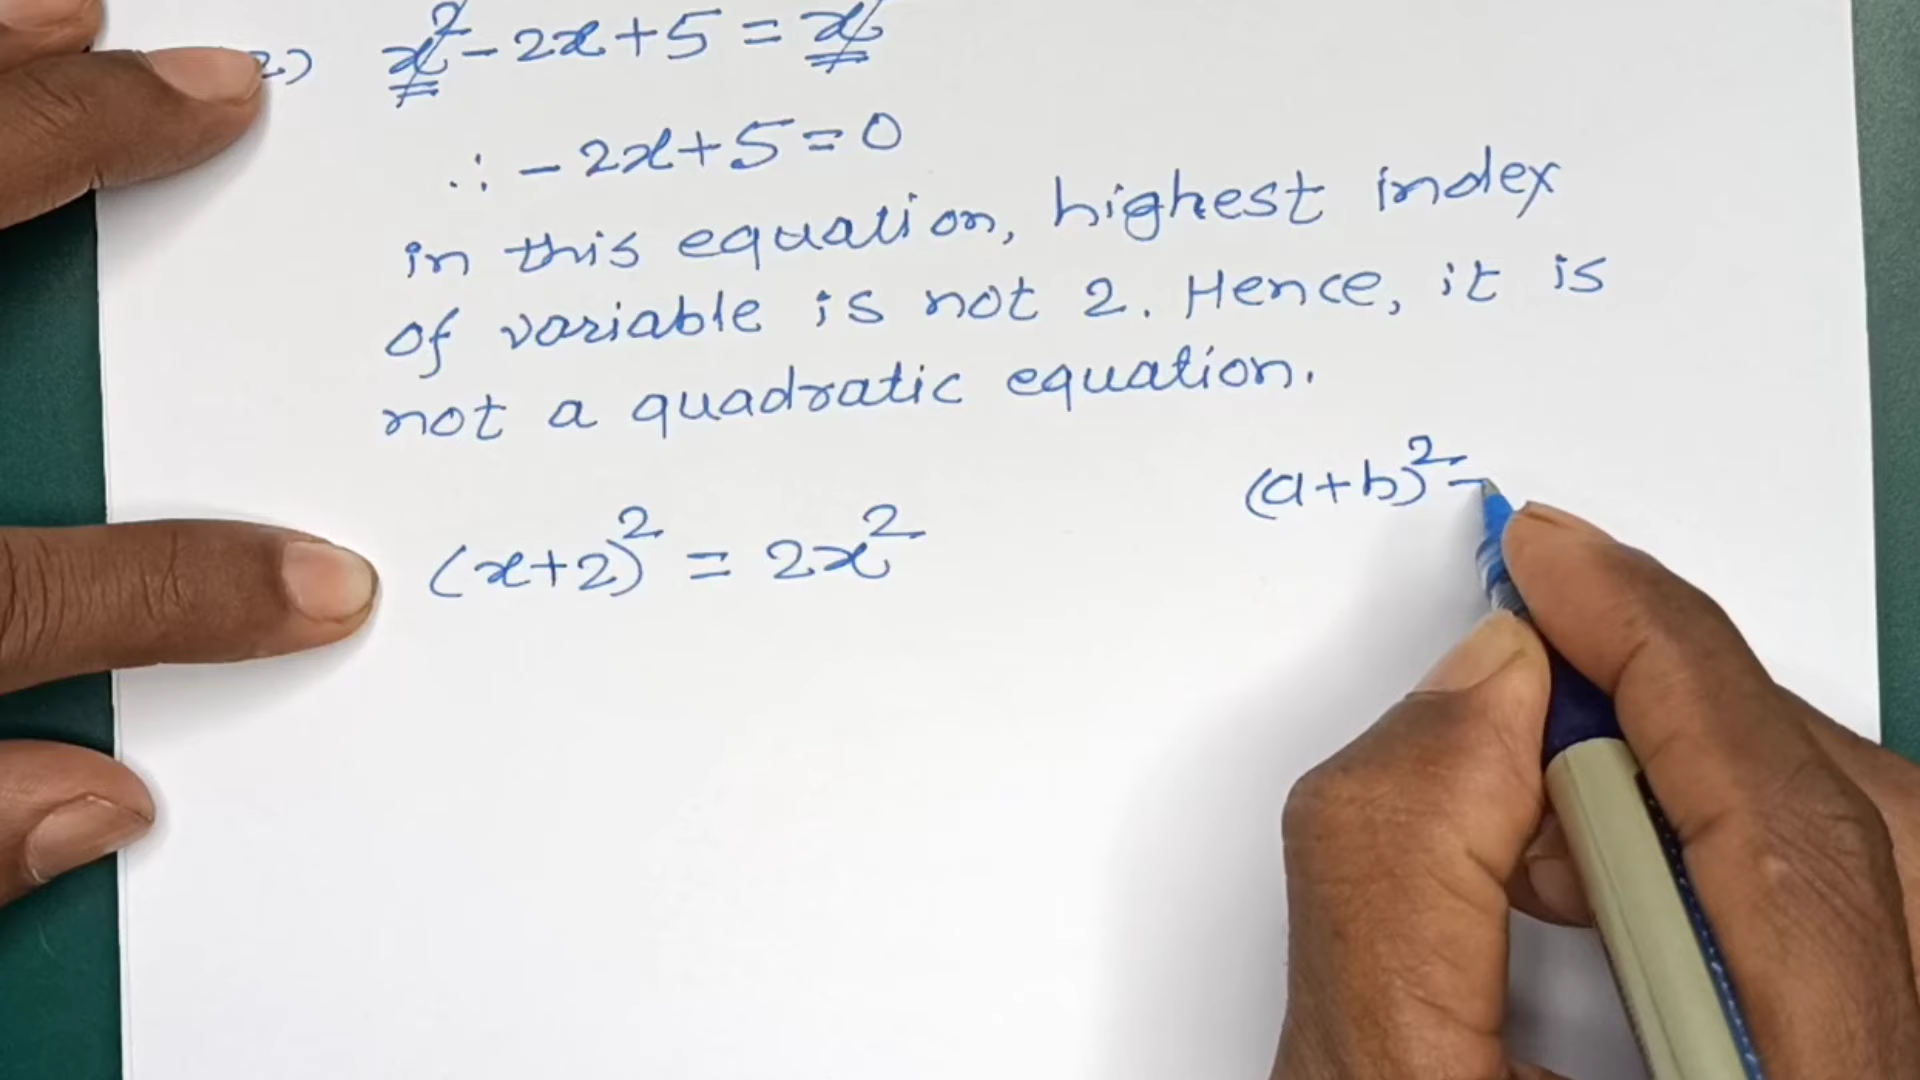 2) x² - 2x + 5 = x²
∴ - 2x + 5 = 0
in this equation, highest index
of variable is not 2. Hence, it is
not a quadratic equation.
(a+b)² =
(x+2)² = 2x²